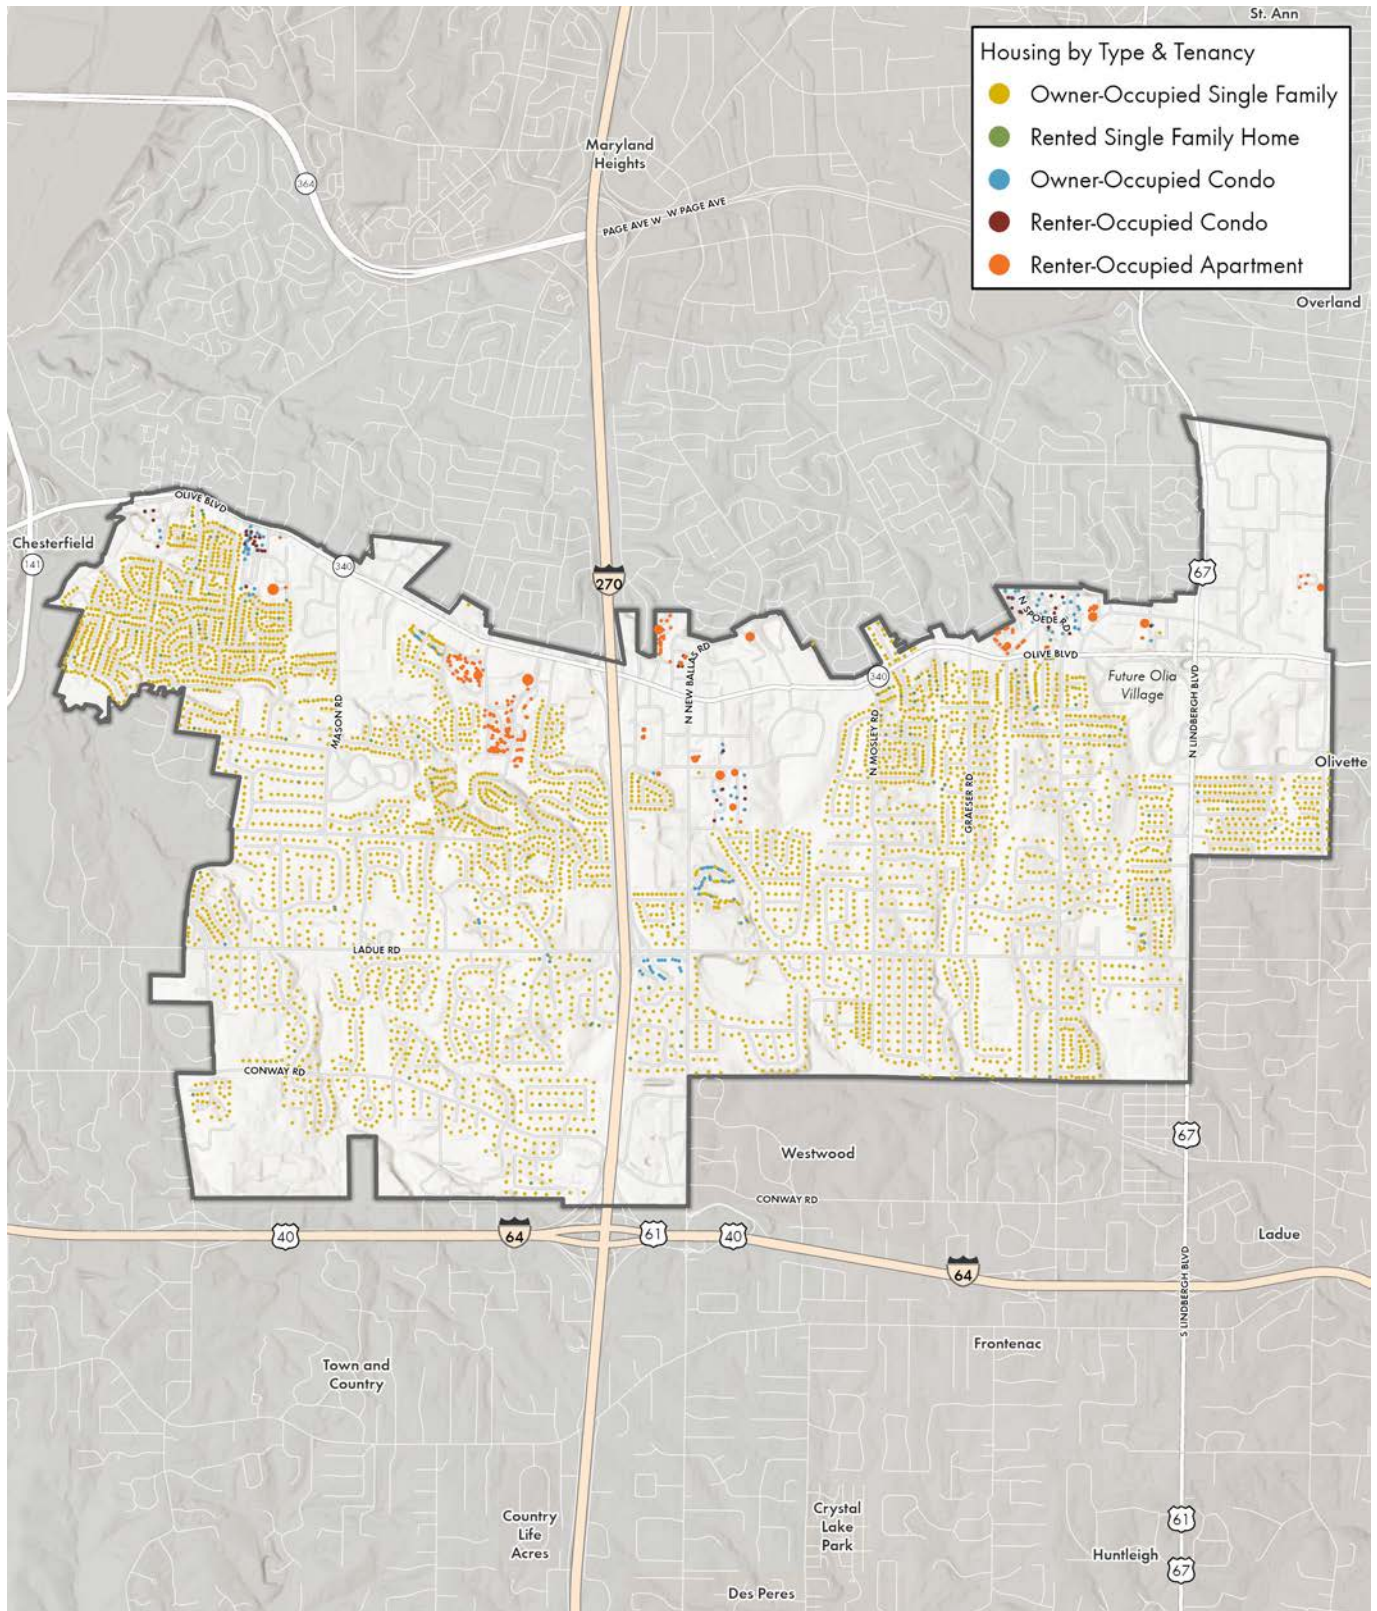 St. Ann
Housing by Type & Tenancy
Owner-Occupied Single Family
Rented Single Family Home
Owner-Occupied Condo
Renter-Occupied Condo
Renter-Occupied Apartment
Maryland
Heights
364
PAGE AVE W
W PAGE AVE
Overland
OLIVE BLVD
Chesterfield
141
340
270
67
N SPOEDE RD
OLIVE BLVD
N NEW BALLAS RD
340
Future Olia
Village
MASON RD
N MOSLEY RD
N LINDBERGH BLVD
Olivette
GRAESER RD
LADUE RD
CONWAY RD
67
Westwood
CONWAY RD
40
64
61
40
Ladue
64
S LINDBERGH BLVD
Frontenac
Town and
Country
Country
Life
Acres
Crystal
Lake
Park
61
Huntleigh
67
Des Peres